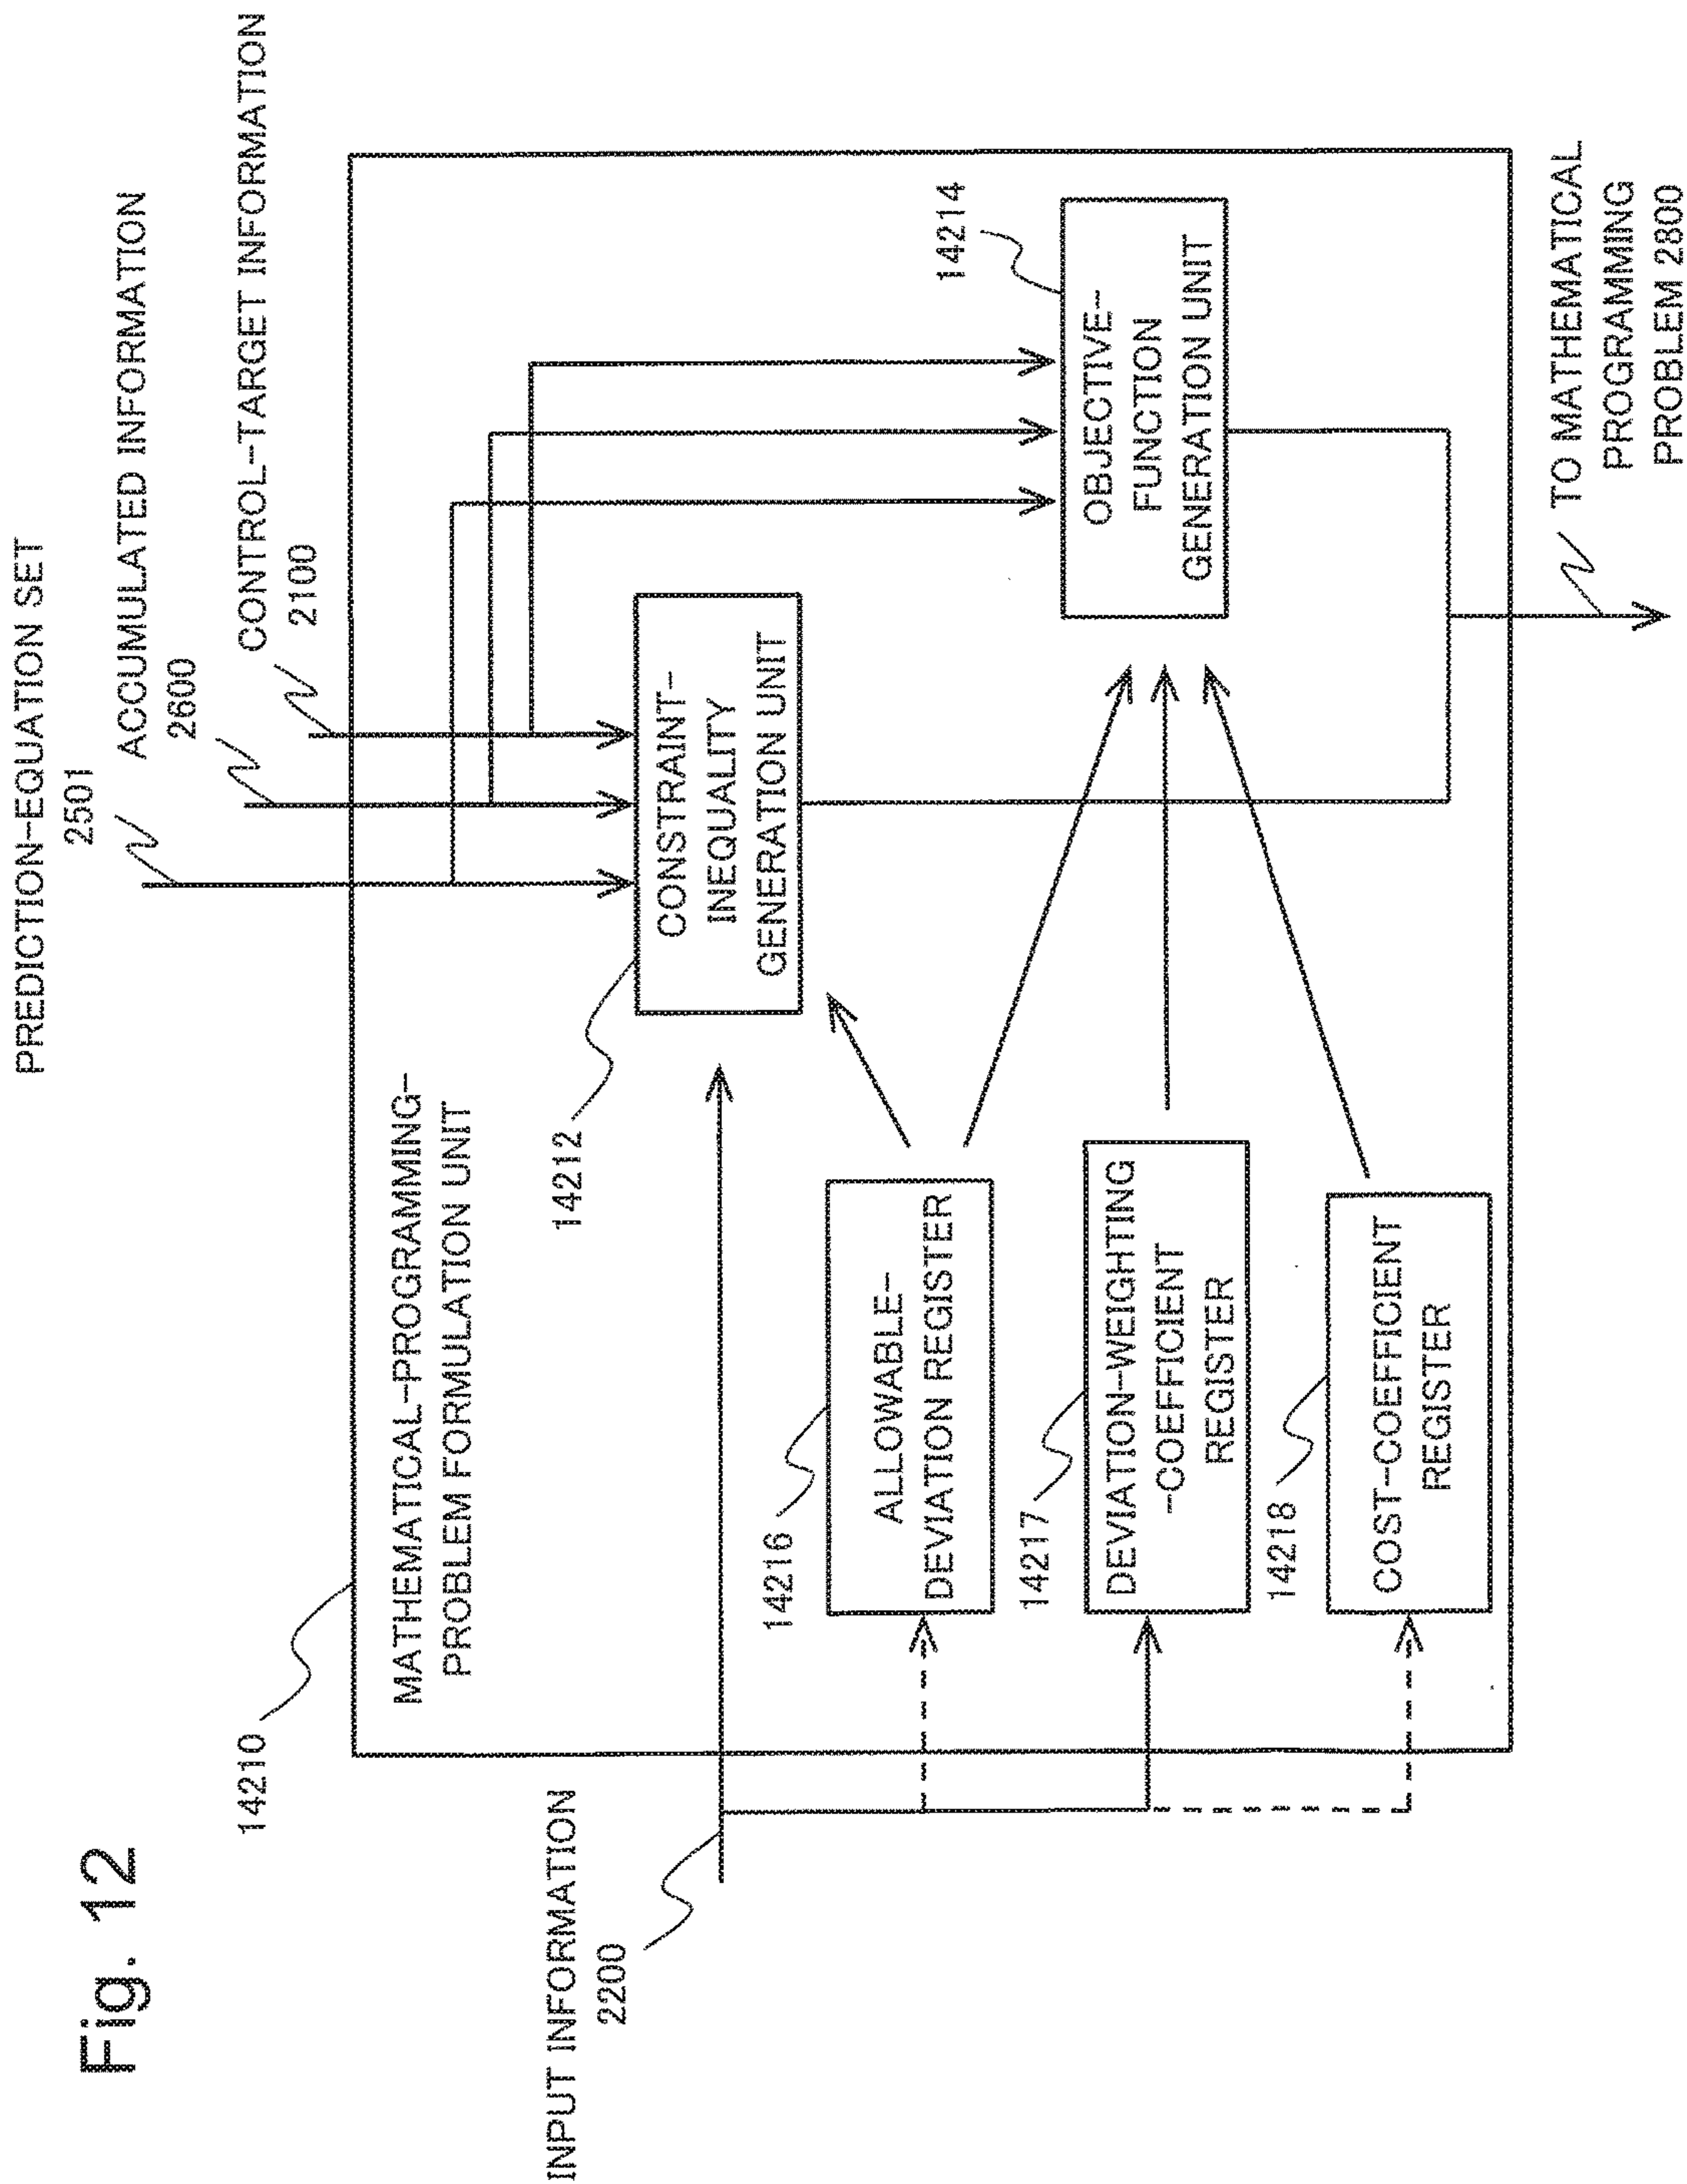 Fig. 12
PREDICTION-EQUATION SET
2501
ACCUMULATED INFORMATION
2600
CONTROL-TARGET INFORMATION
2100
14210
MATHEMATICAL-PROGRAMING-
PROBLEM FORMULATION UNIT
INPUT INFORMATION
2200
14212
CONSTRAINT-
INEQUALITY
GENERATION UNIT
14216
ALLOWABLE-
DEVIATION REGISTER
14214
OBJECTIVE-
FUNCTION
GENERATION UNIT
14217
DEVIATION-WEIGHTING
-COEFFICIENT
REGISTER
14218
COST-COEFFICIENT
REGISTER
TO MATHEMATICAL
PROGRAMMING
PROBLEM 2800